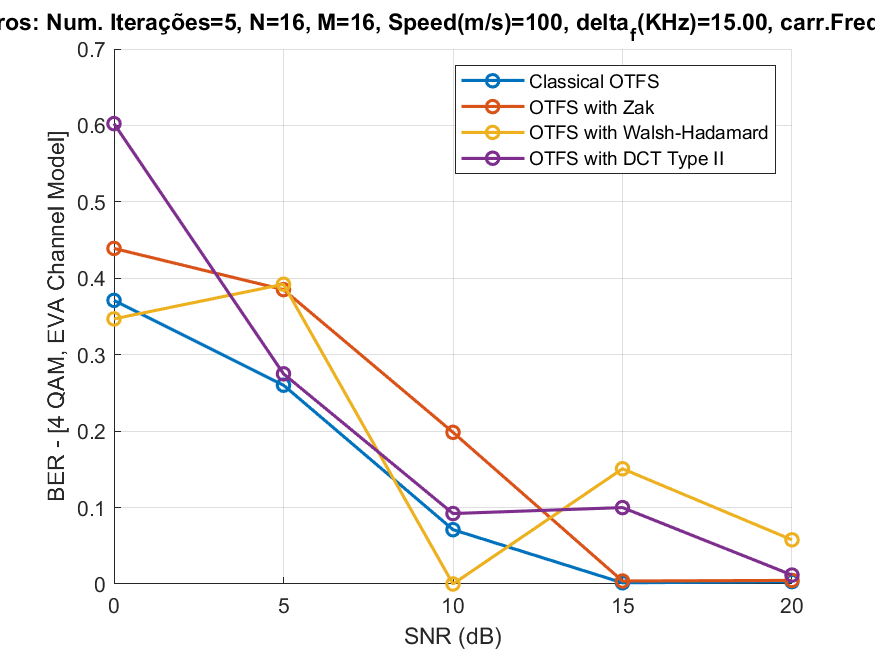 ros: Num. Iterações=5, N=16, M=16, Speed(m/s)=100, delta_f(KHz)=15.00, carr.Freq
0.7
0.6
0.5
0.4
0.3
0.2
0.1
0
BER - [4 QAM, EVA Channel Model]
Classical OTFS
OTFS with Zak
OTFS with Walsh-Hadamard
OTFS with DCT Type II
0 5 10 15 20
SNR (dB)